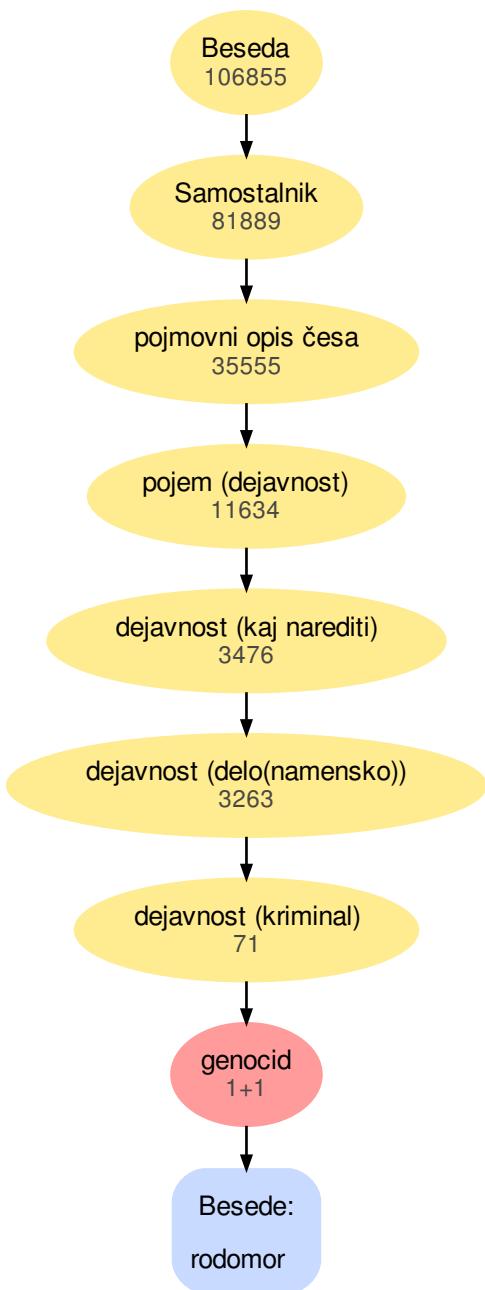 Beseda
106855
Samostalnik
81889
pojmovni opis česa
35555
pojem (dejavnost)
11634
dejavnost (kaj narediti)
3476
dejavnost (delo(namensko))
3263
dejavnost (kriminal)
71
genocid
1+1
Besede:
rodomor